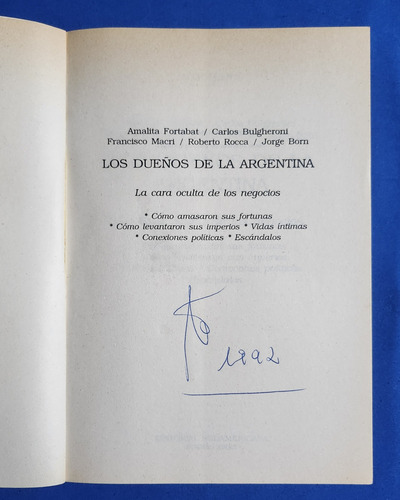 Amalita Fortabat / Carlos Bulgheroni
Francisco Macri / Roberto Rocca / Jorge Born
LOS DUEÑOS DE LA ARGENTINA
La cara oculta de los negocios
* Cómo amasaron sus fortunas
* Cómo levantaron sus imperios * Vidas íntimas
* Conexiones políticas * Escándalos
1992